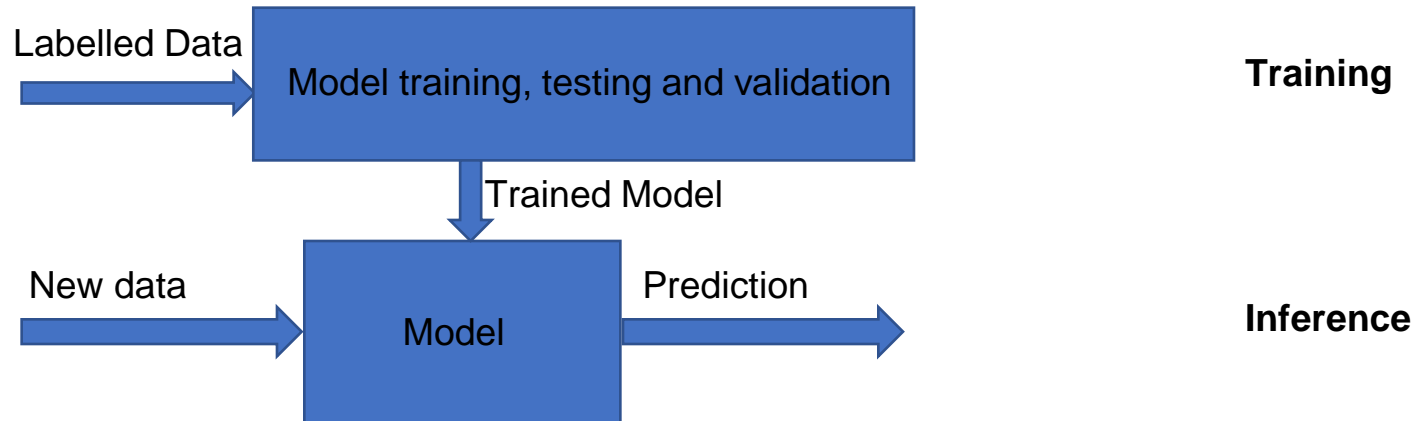 Labelled Data
Model training, testing and validation
Training
Trained Model
New data
Model
Prediction
Inference